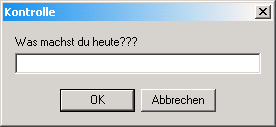 Kontrolle
Was machst du heute???
OK
Abbrechen